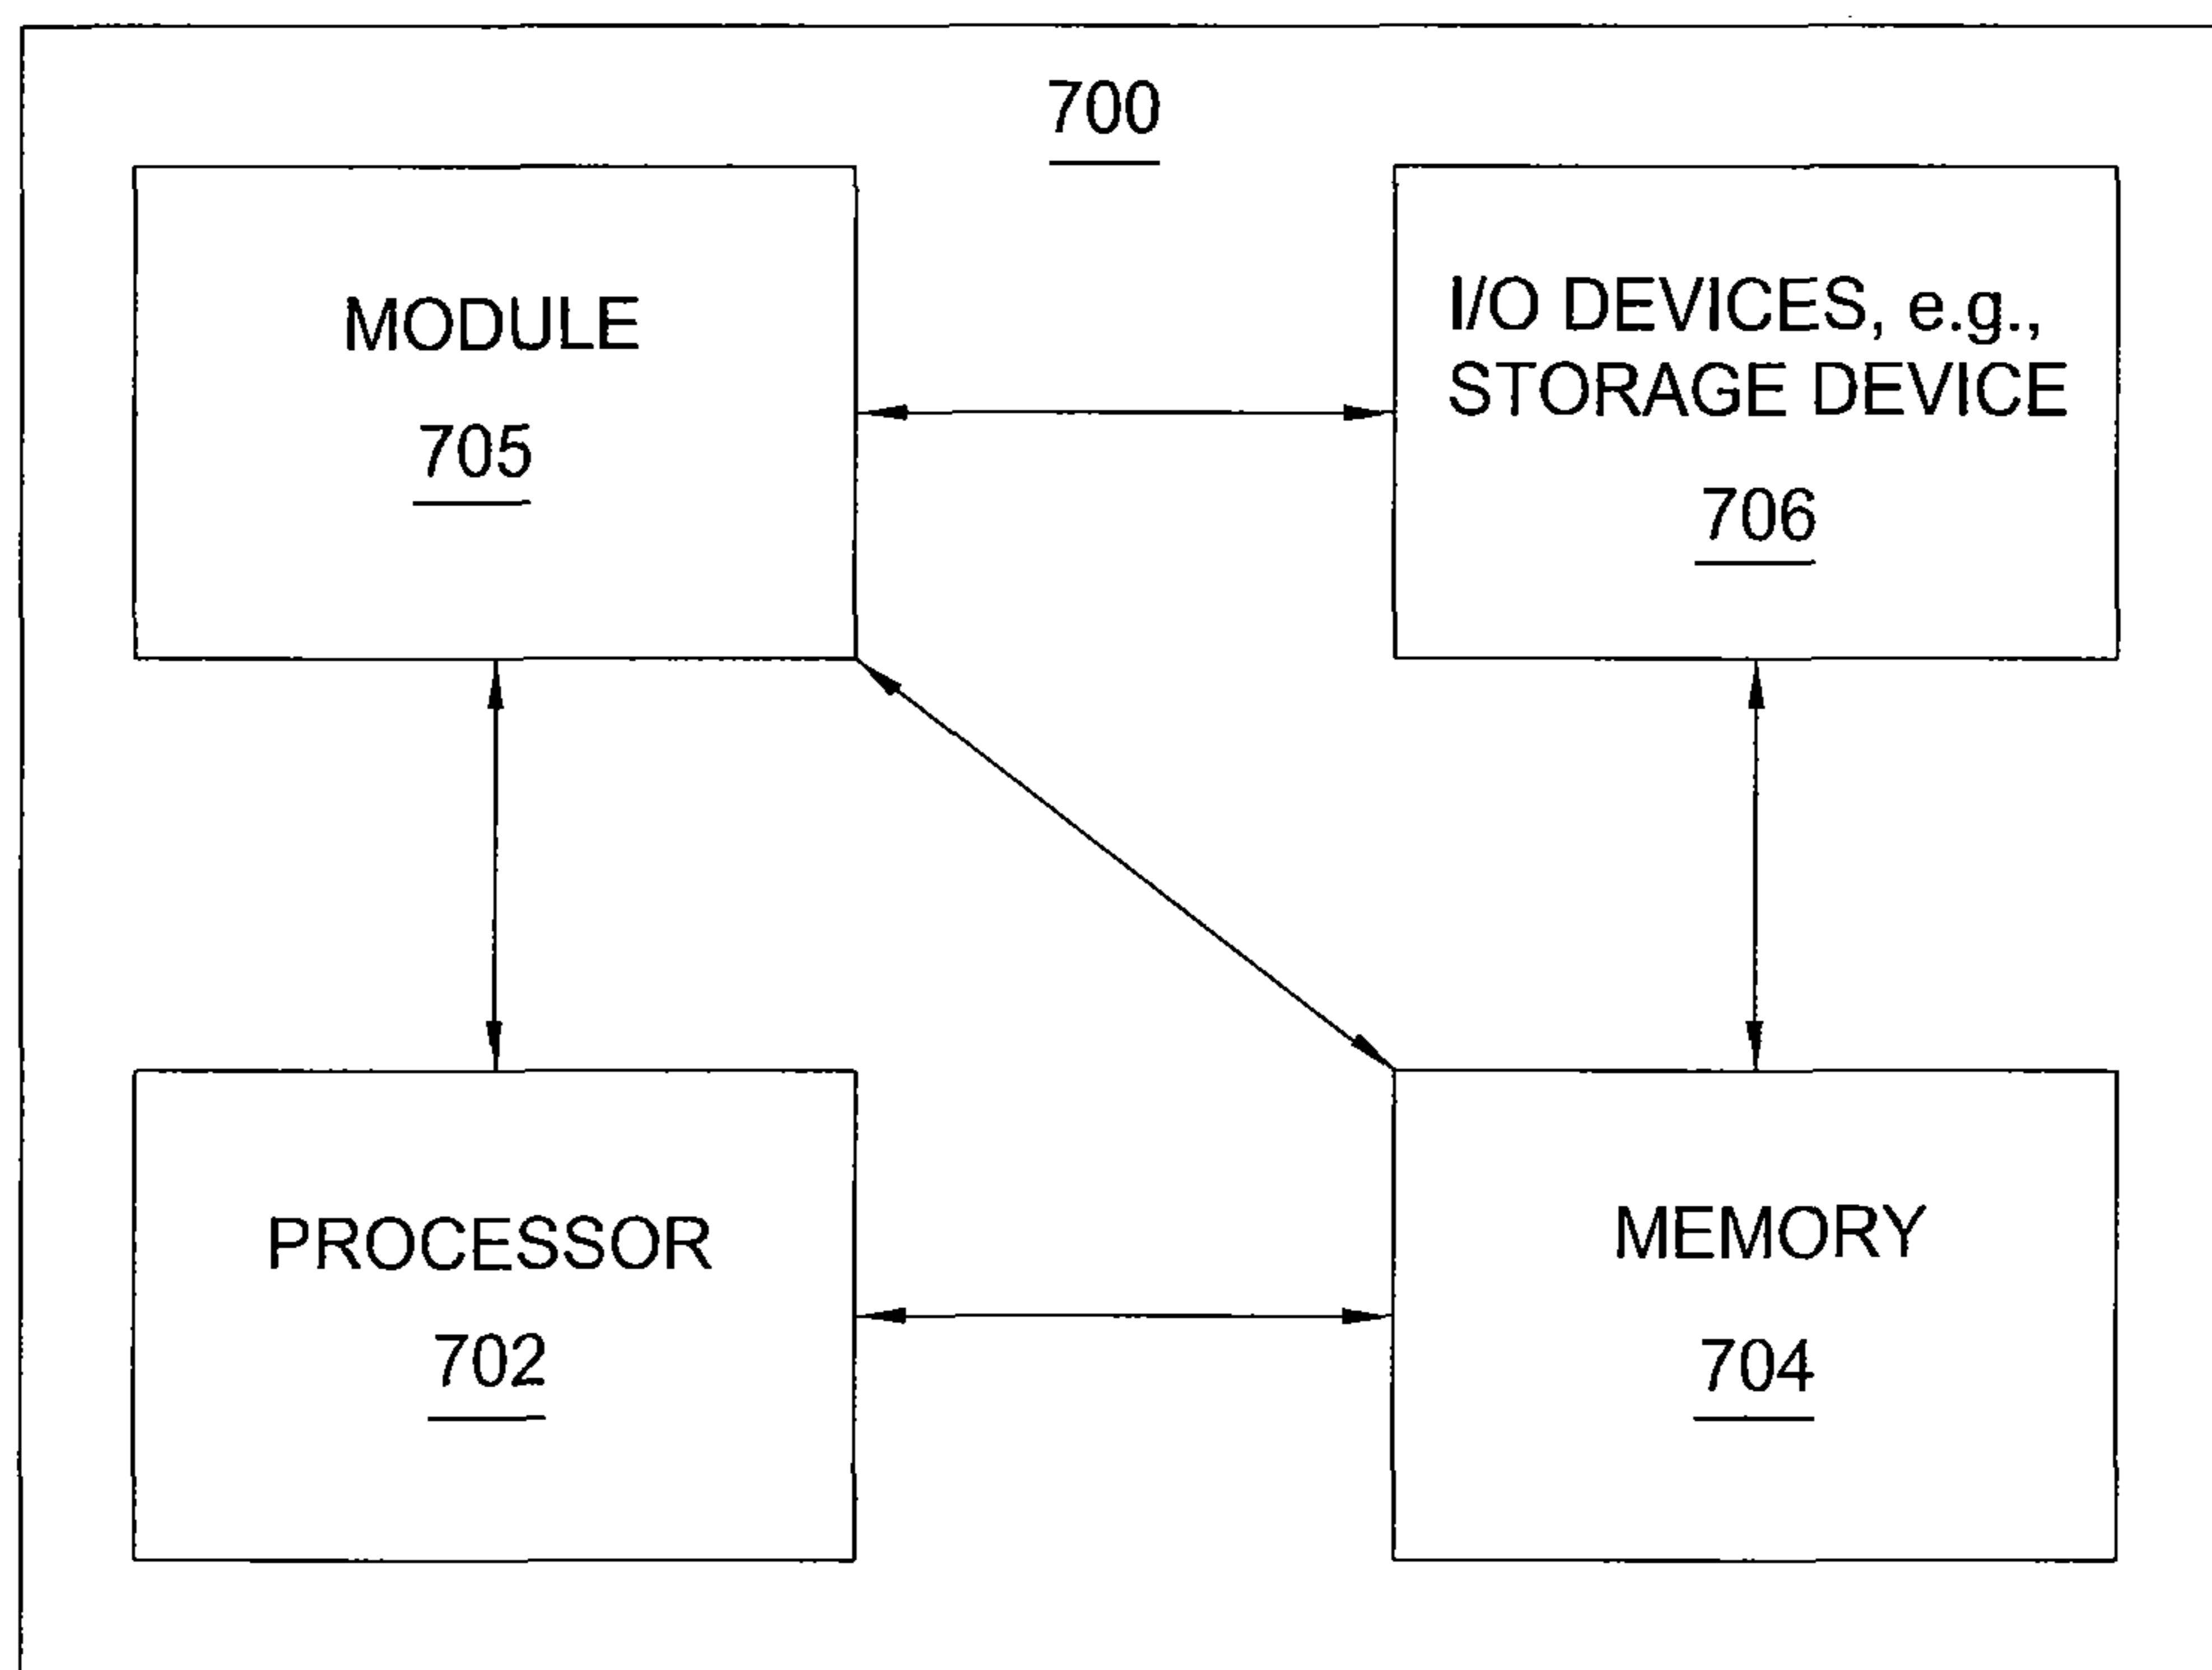 700
MODULE
705
I/O DEVICES, e.g.,
STORAGE DEVICE
706
PROCESSOR
702
MEMORY
704